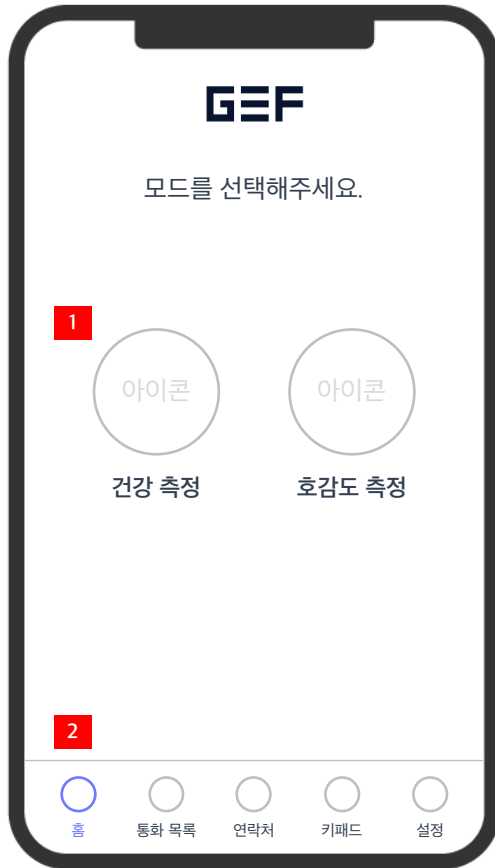 GEF
모드를 선택해주세요.
1
아이콘 아이콘
건강 측정 호감도 측정
2
홈 통화 목록 연락처 키패드 설정